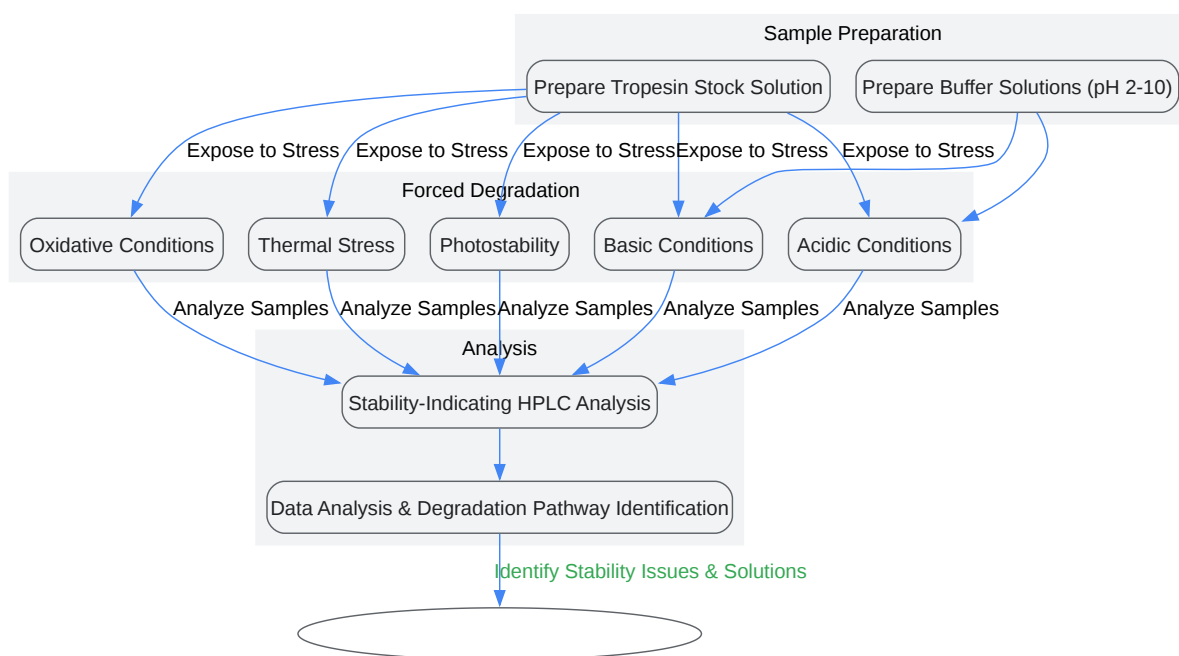 Sample Preparation
Prepare Tropesin Stock Solution
Prepare Buffer Solutions (pH 2-10)
Expose to Stress
Expose to Stress
Expose to Stress
Expose to Stress
Expose to Stress
Forced Degradation
Oxidative Conditions
Thermal Stress
Photostability
Basic Conditions
Acidic Conditions
Analyze Samples
Analyze Samples
Analyze Samples
Analyze Samples
Analyze Samples
Analysis
Stability-Indicating HPLC Analysis
Data Analysis & Degradation Pathway Identification
Identify Stability Issues & Solutions